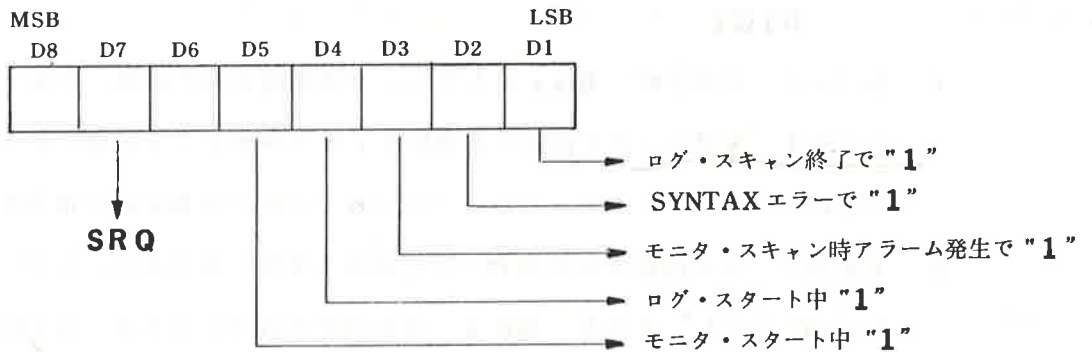 MSB LSB
D8 D7 D6 D5 D4 D3 D2 D1
ログ・スキャン終了で "1"
SYNTAXエラーで "1"
SRQ
モニタ・スキャン時アラーム発生で "1"
ログ・スタート中 "1"
モニタ・スタート中 "1"